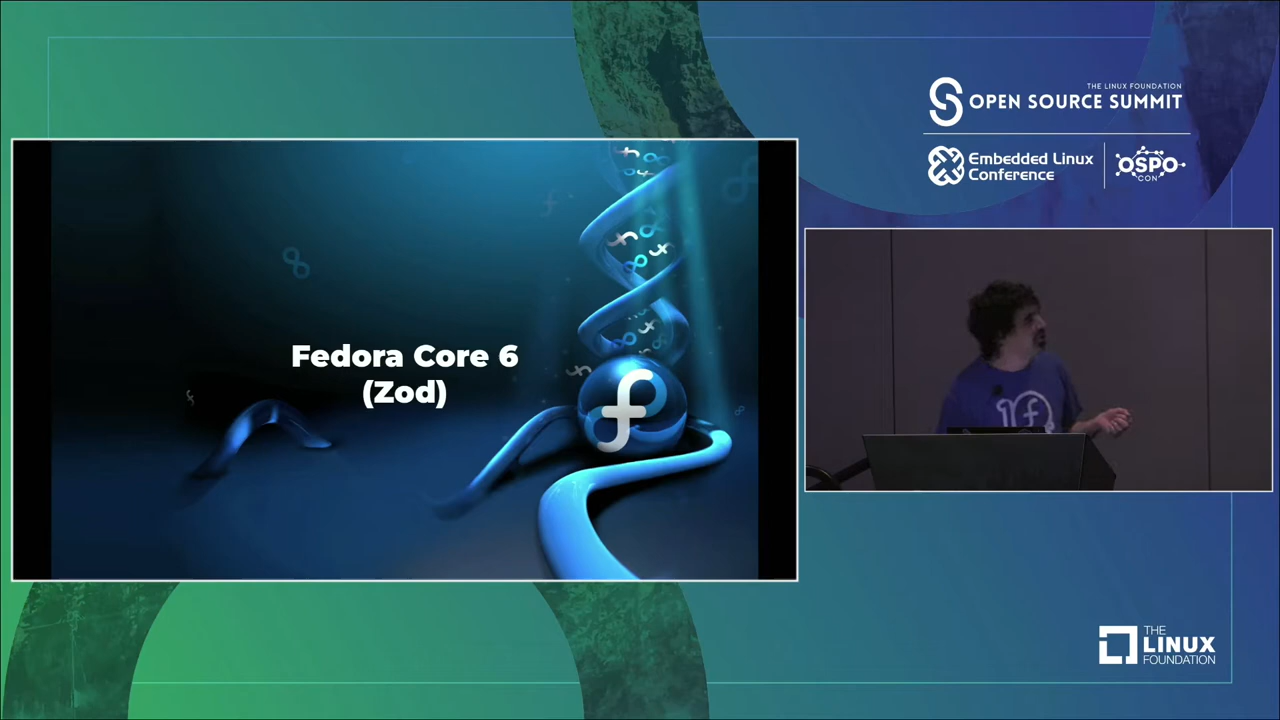 THE LINUX FOUNDATION
OPEN SOURCE SUMMIT
Embedded Linux
Conference
OSPO
CON
Fedora Core 6
(Zod)
THE
LINUX
FOUNDATION